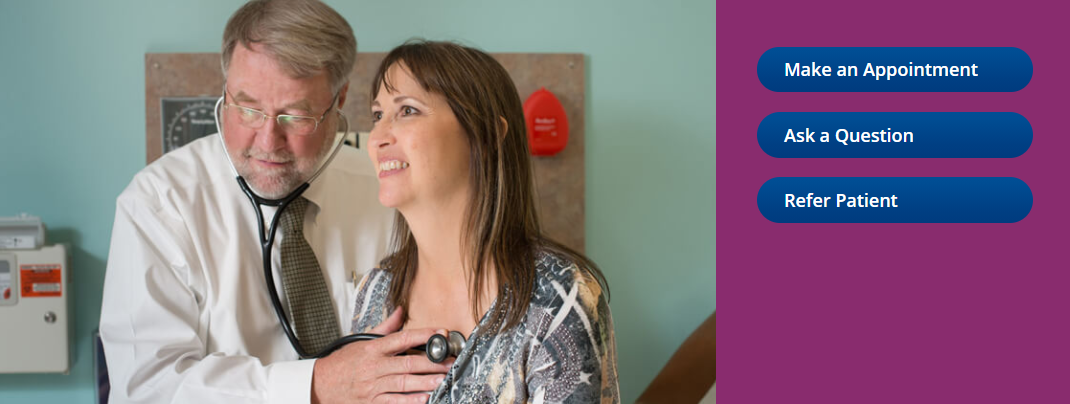 Make an Appointment
Ask a Question
Refer Patient